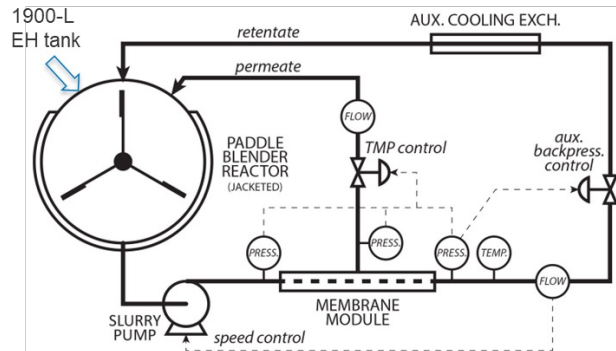 1900-L
EH tank
AUX. COOLING EXCH.
retentate
permeate
FLOW
TMP control
PADDLE
BLENDER
REACTOR
(JACKETED)
aux.
backpress.
control
PRESS.
PRESS.
PRESS.
TEMP.
FLOW
MEMBRANE
MODULE
SLURRY
PUMP
speed control